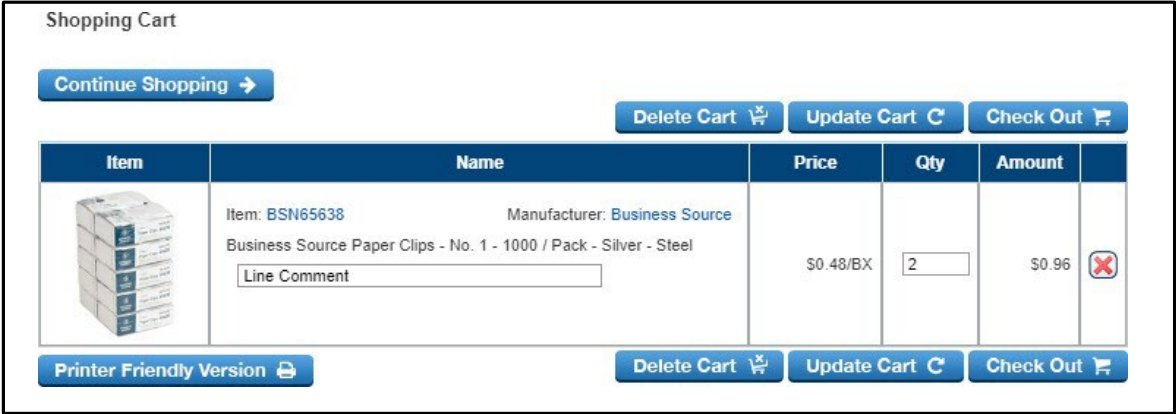 Shopping Cart
Continue Shopping
Delete Cart Update Cart Check Out
Item Name Price Qty Amount
Item: BSN65638 Manufacturer: Business Source
Business Source Paper Clips - No. 1 - 1000 / Pack - Silver - Steel
Line Comment
$0.48/BX 2 $0.96
Printer Friendly Version Delete Cart Update Cart Check Out